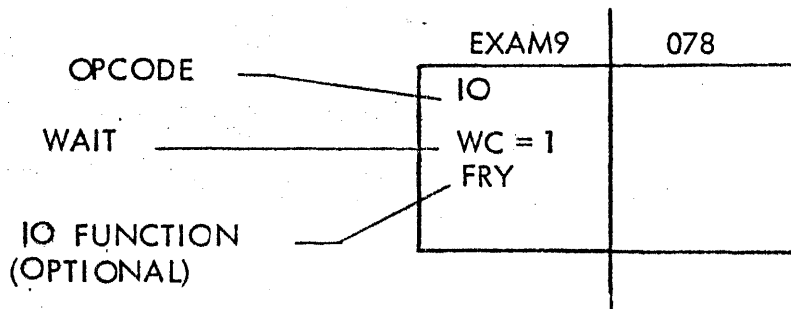 EXAM9 078
OPCODE IO
WAIT WC = 1
FRY
IO FUNCTION
(OPTIONAL)